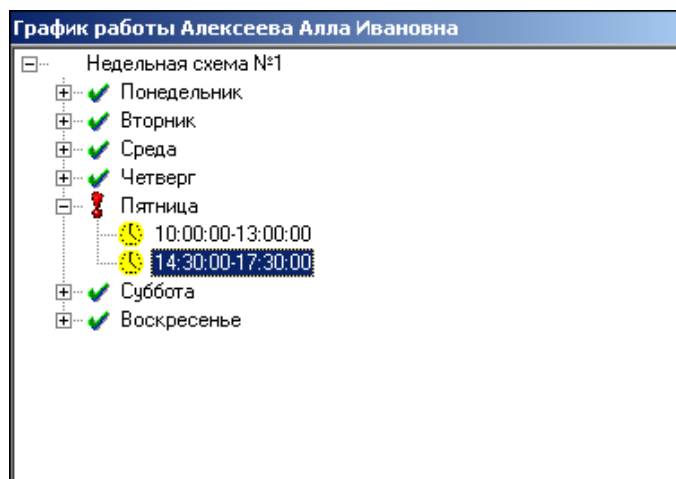 График работы Алексеева Алла Ивановна
Недельная схема №1
Понедельник
Вторник
Среда
Четверг
Пятница
10:00:00-13:00:00
14:30:00-17:30:00
Суббота
Воскресенье